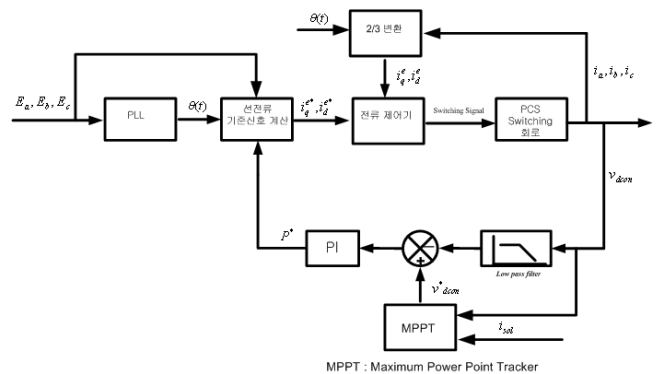 θ(t)
2/3 변환
i_a, i_b, i_c
i_q^e, i_d^e
E_a, E_b, E_c
PLL
θ(t)
선전류
기준신호 계산
i_q^e*, i_d^e*
전류 제어기
Switching Signal
PCS
Switching
회로
v_dcon
P*
PI
−
+
Low pass filter
v*_dcon
MPPT
i_sol
MPPT : Maximum Power Point Tracker